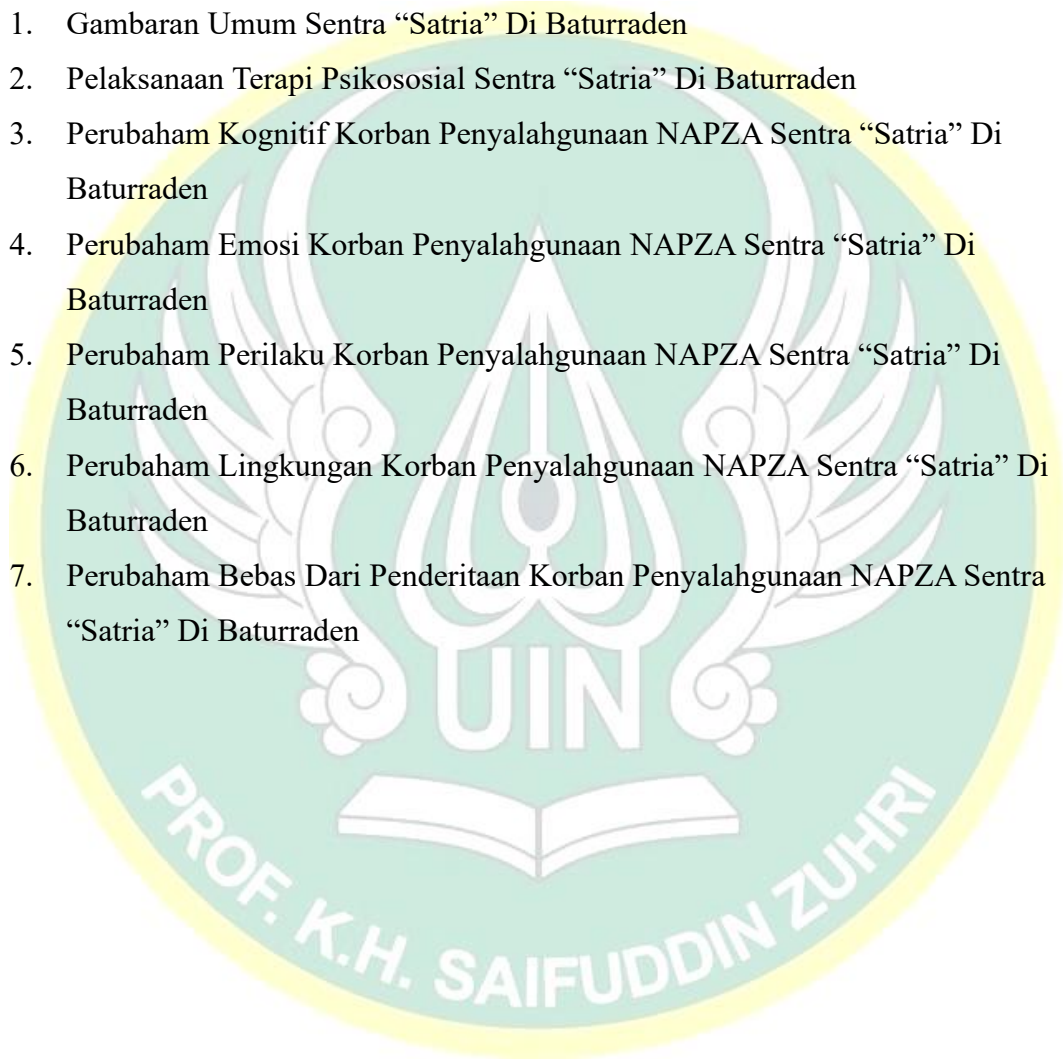 1. Gambaran Umum Sentra “Satria” Di Baturraden
2. Pelaksanaan Terapi Psikososial Sentra “Satria” Di Baturraden
3. Perubaham Kognitif Korban Penyalahgunaan NAPZA Sentra “Satria” Di
Baturraden
4. Perubaham Emosi Korban Penyalahgunaan NAPZA Sentra “Satria” Di
Baturraden
5. Perubaham Perilaku Korban Penyalahgunaan NAPZA Sentra “Satria” Di
Baturraden
6. Perubaham Lingkungan Korban Penyalahgunaan NAPZA Sentra “Satria” Di
Baturraden
7. Perubaham Bebas Dari Penderitaan Korban Penyalahgunaan NAPZA Sentra
“Satria” Di Baturraden
UIN
PROF. K.H. SAIFUDDIN ZUHRI